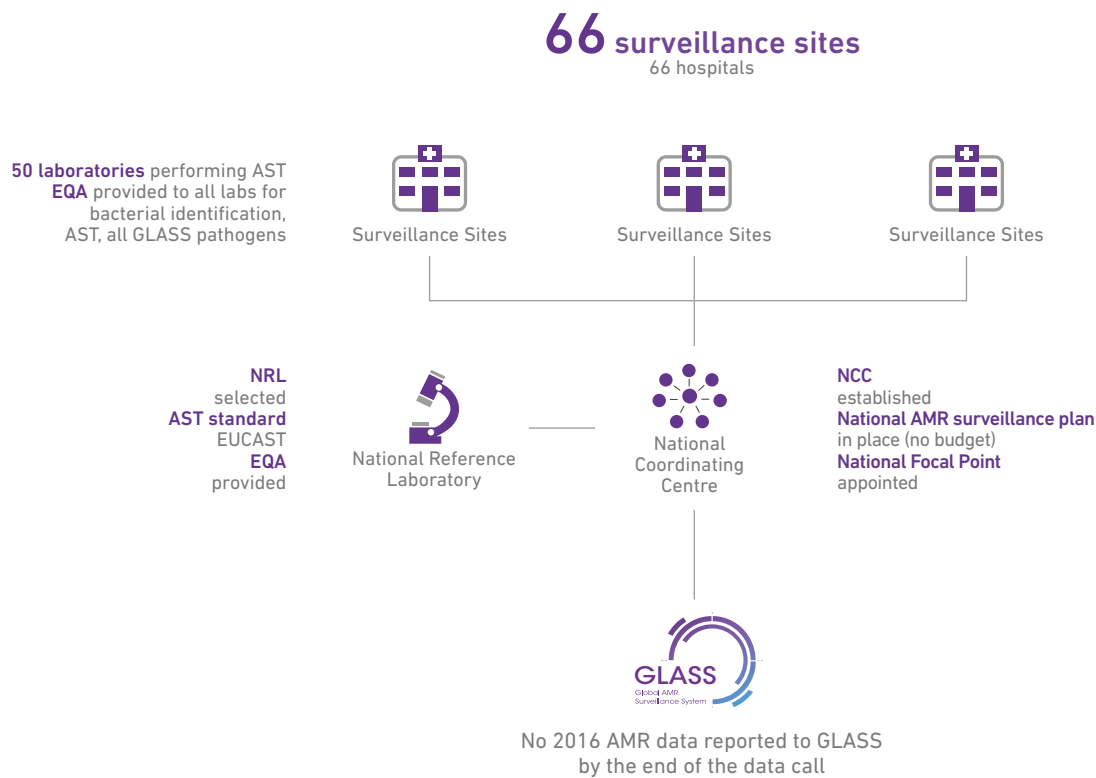 66 surveillance sites
66 hospitals
50 laboratories performing AST
EQA provided to all labs for
bacterial identification,
AST, all GLASS pathogens
Surveillance Sites
Surveillance Sites
Surveillance Sites
NRL
selected
AST standard
EUCAST
EQA
provided
National Reference
Laboratory
National
Coordinating
Centre
NCC
established
National AMR surveillance plan
in place (no budget)
National Focal Point
appointed
GLASS
Global AMR
Surveillance System
No 2016 AMR data reported to GLASS
by the end of the data call